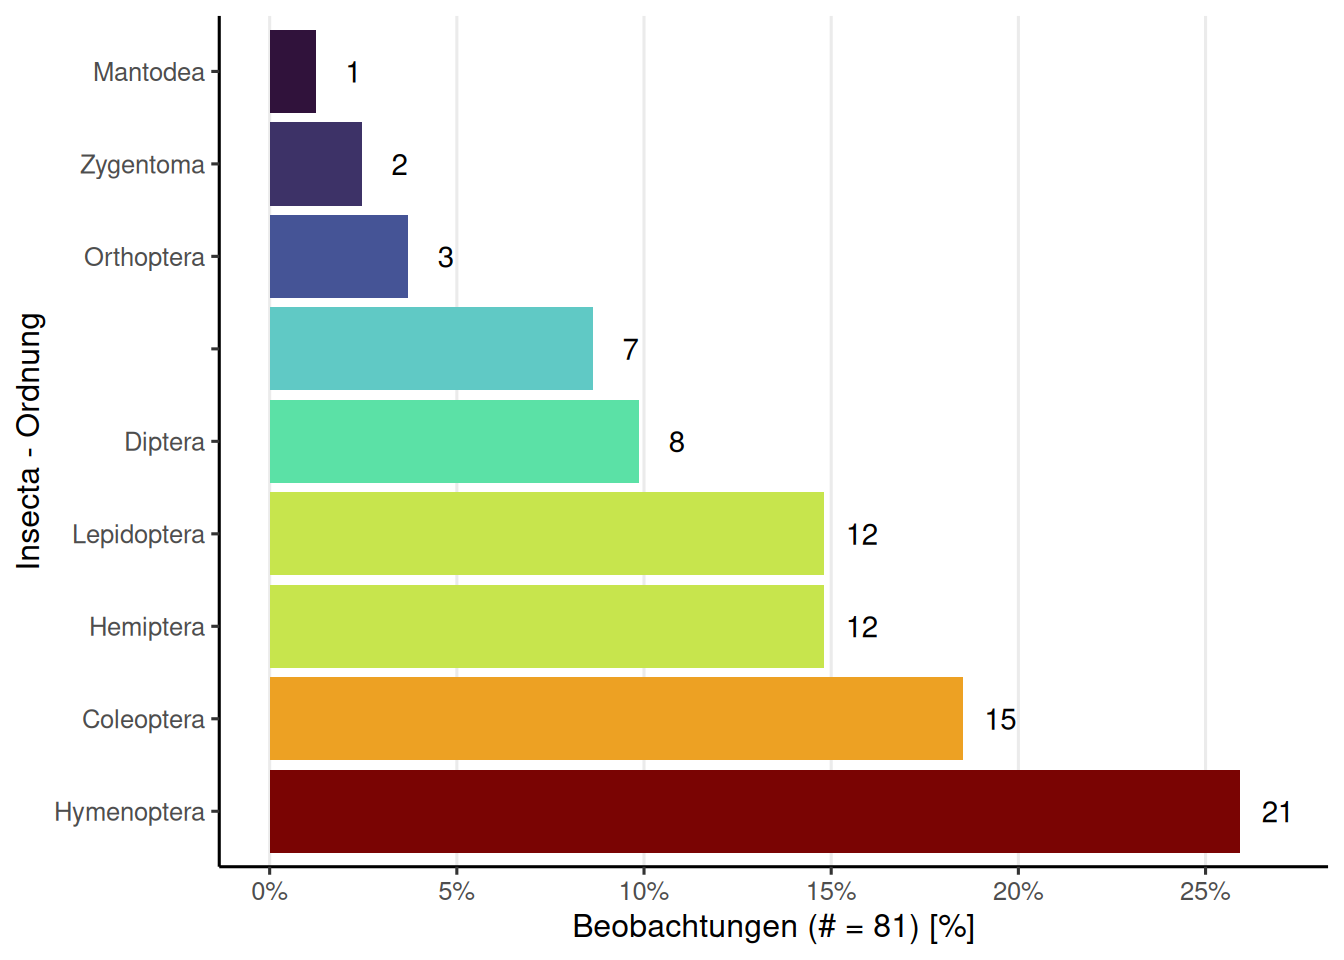 Insecta - Ordnung
Mantodea 1
Zygentoma 2
Orthoptera 3
7
Diptera 8
Lepidoptera 12
Hemiptera 12
Coleoptera 15
Hymenoptera 21
0% 5% 10% 15% 20% 25%
Beobachtungen (# = 81) [%]